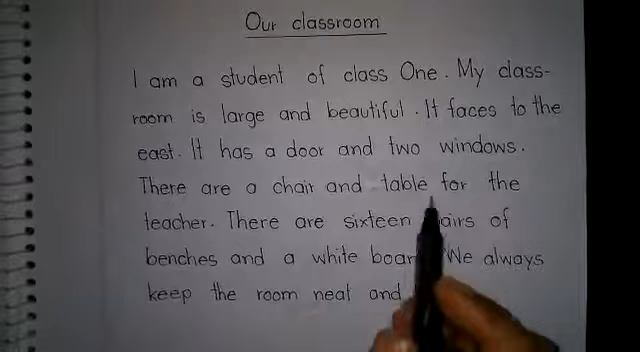 Our classroom
I am a student of class One. My class-
room is large and beautiful. It faces to the
east. It has a door and two windows.
There are a chair and table for the
teacher. There are sixteen of
benches and a white We always
keep the room neat and